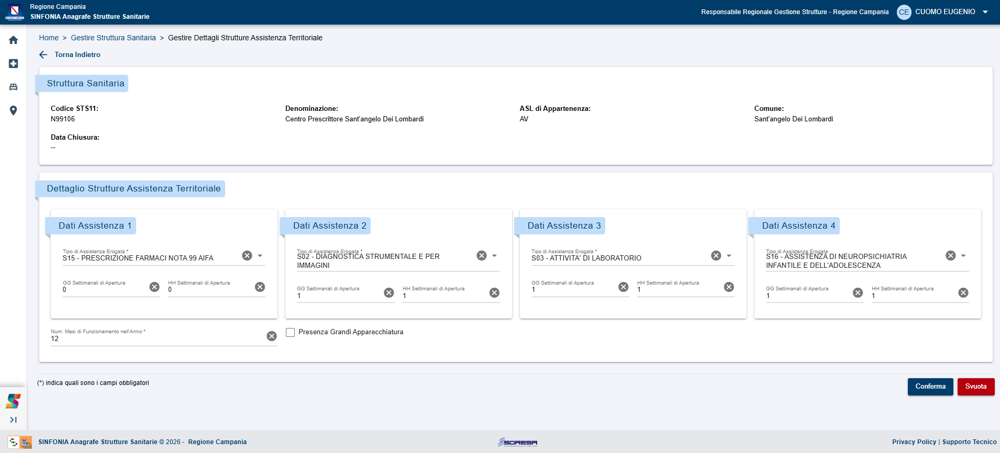 Regione Campania
SINFONIA Anagrafe Strutture Sanitarie
Responsabile Regionale Gestione Strutture - Regione Campania
CE
CUOMO EUGENIO
Home > Gestire Struttura Sanitaria > Gestire Dettagli Strutture Assistenza Territoriale
Torna Indietro
Struttura Sanitaria
Codice STS11:
N99106
Denominazione:
Centro Prescrittore Sant'angelo Dei Lombardi
ASL di Appartenenza:
AV
Comune:
Sant'angelo Dei Lombardi
Data Chiusura:
--
Dettaglio Strutture Assistenza Territoriale
Dati Assistenza 1
Tipo di Assistenza Erogata *
S15 - PRESCRIZIONE FARMACI NOTA 99 AIFA
GG Settimanali di Apertura
0
HH Settimanali di Apertura
0
Dati Assistenza 2
Tipo di Assistenza Erogata *
S02 - DIAGNOSTICA STRUMENTALE E PER
IMMAGINI
GG Settimanali di Apertura
1
HH Settimanali di Apertura
1
Dati Assistenza 3
Tipo di Assistenza Erogata *
S03 - ATTIVITA' DI LABORATORIO
GG Settimanali di Apertura
1
HH Settimanali di Apertura
1
Dati Assistenza 4
Tipo di Assistenza Erogata
S16 - ASSISTENZA DI NEUROPSICHIATRIA
INFANTILE E DELL'ADOLESCENZA
GG Settimanali di Apertura
1
HH Settimanali di Apertura
1
Num. Mesi di Funzionamento nell'Anno *
12
Presenza Grandi Apparecchiatura
(*) indica quali sono i campi obbligatori
Conferma
Svuota
SINFONIA Anagrafe Strutture Sanitarie © 2026 - Regione Campania
SORESA
Privacy Policy | Supporto Tecnico